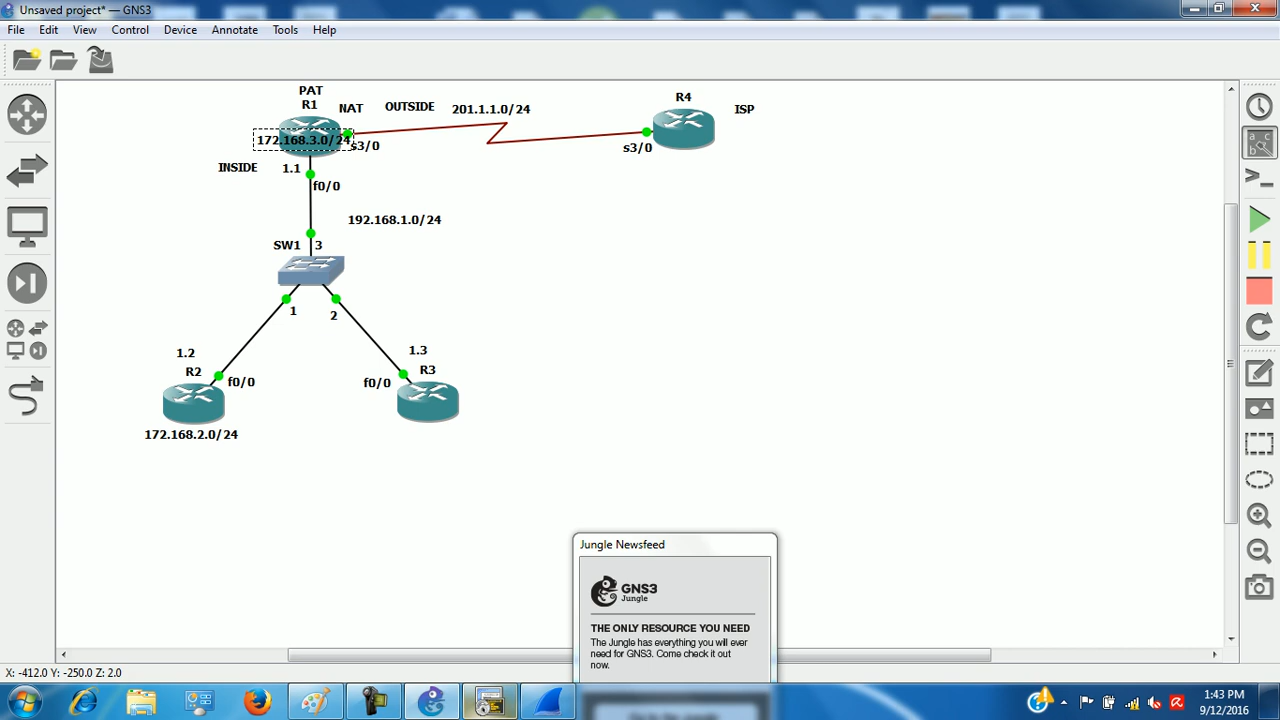 Unsaved project* — GNS3
File Edit View Control Device Annotate Tools Help
PAT
R1
NAT
OUTSIDE
201.1.1.0/24
R4
ISP
172.168.3.0/24
s3/0
s3/0
INSIDE
1.1
f0/0
192.168.1.0/24
SW1
3
1
2
1.2
1.3
R2
f0/0
f0/0
R3
172.168.2.0/24
Jungle Newsfeed
GNS3
Jungle
THE ONLY RESOURCE YOU NEED
The Jungle has everything you will ever
need for GNS3. Come check it out
now.
X: -412.0 Y: -250.0 Z: 2.0
1:43 PM
9/12/2016